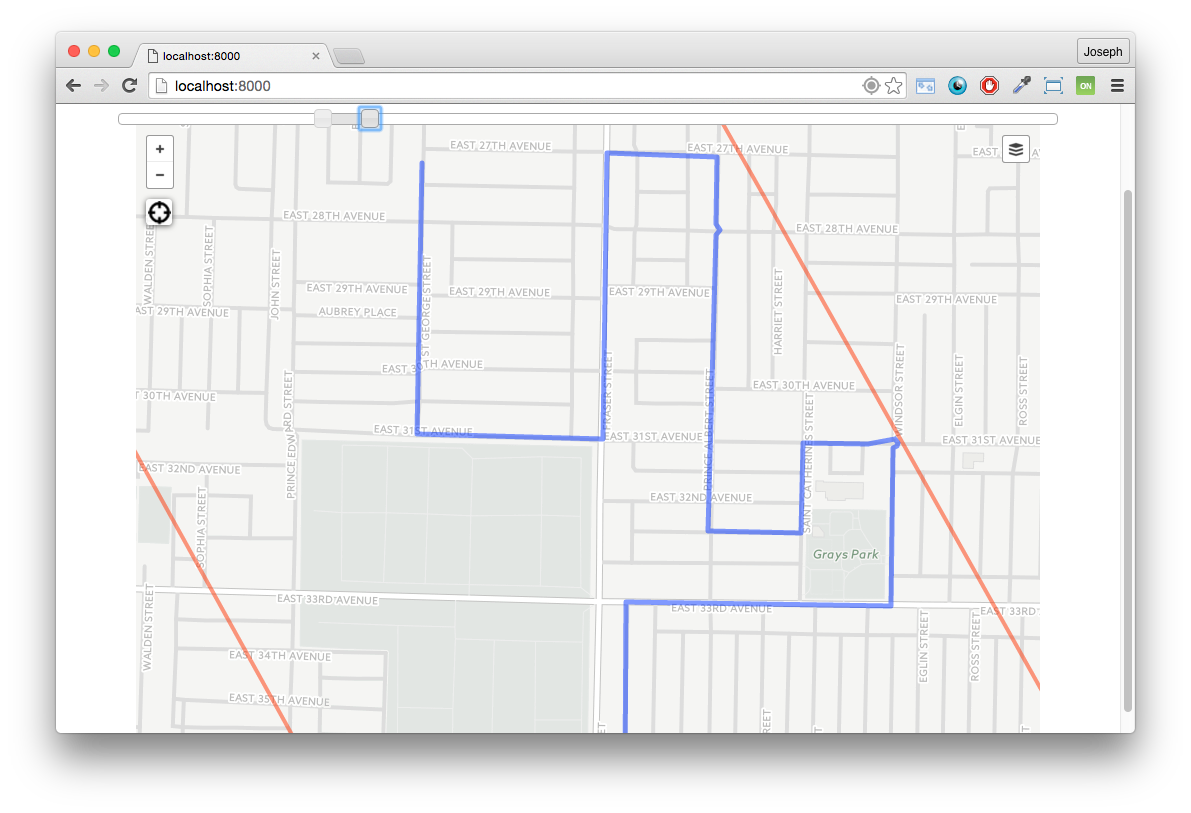 localhost:8000
Joseph
localhost:8000
ON
+
EAST 27TH AVENUE
EAST 27TH AVENUE
-
EAST 28TH AVENUE
EAST 28TH AVENUE
WALDEN STREET
SOPHIA STREET
JOHN STREET
ST GEORGE STREET
HARRIET STREET
EAST 29TH AVENUE
EAST 29TH AVENUE
EAST 29TH AVENUE
EAST 29TH AVENUE
AST 29TH AVENUE
AUBREY PLACE
EAST 30TH AVENUE
EAST 30TH AVENUE
T 30TH AVENUE
FRASER STREET
PRINCE ALBERT STREET
SAINT CATHERINES STREET
WINDSOR STREET
ELGIN STREET
ROSS STREET
PRINCE EDWARD STREET
EAST 31ST AVENUE
EAST 31ST AVENUE
EAST 31ST AVENUE
EAST 32ND AVENUE
EAST 32ND AVENUE
SOPHIA STREET
Grays Park
EAST 33RD AVENUE
EAST 33RD AVENUE
EAST 33RD
WALDEN STREET
EGLIN STREET
ROSS STREET
EAST 34TH AVENUE
EAST 35TH AVENUE